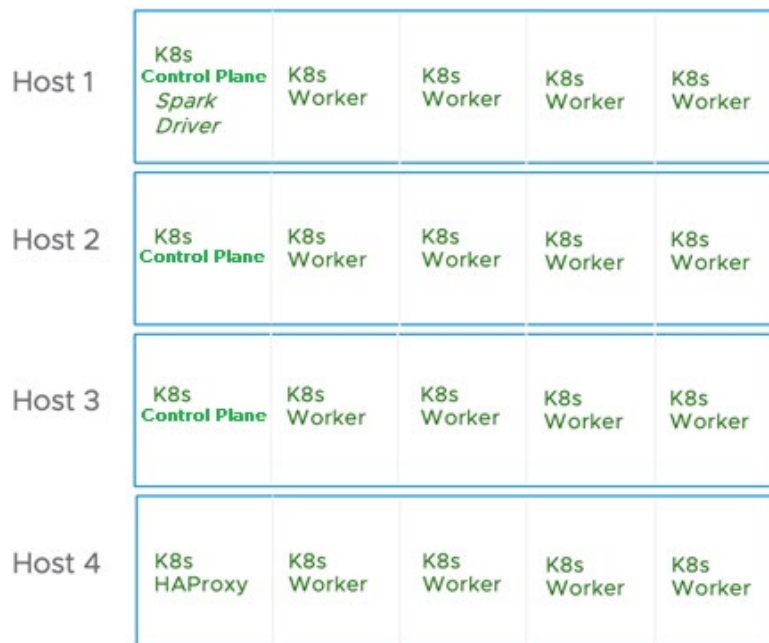 Host 1
K8s
Control Plane
Spark
Driver
K8s
Worker
K8s
Worker
K8s
Worker
K8s
Worker
Host 2
K8s
Control Plane
K8s
Worker
K8s
Worker
K8s
Worker
K8s
Worker
Host 3
K8s
Control Plane
K8s
Worker
K8s
Worker
K8s
Worker
K8s
Worker
Host 4
K8s
HAProxy
K8s
Worker
K8s
Worker
K8s
Worker
K8s
Worker